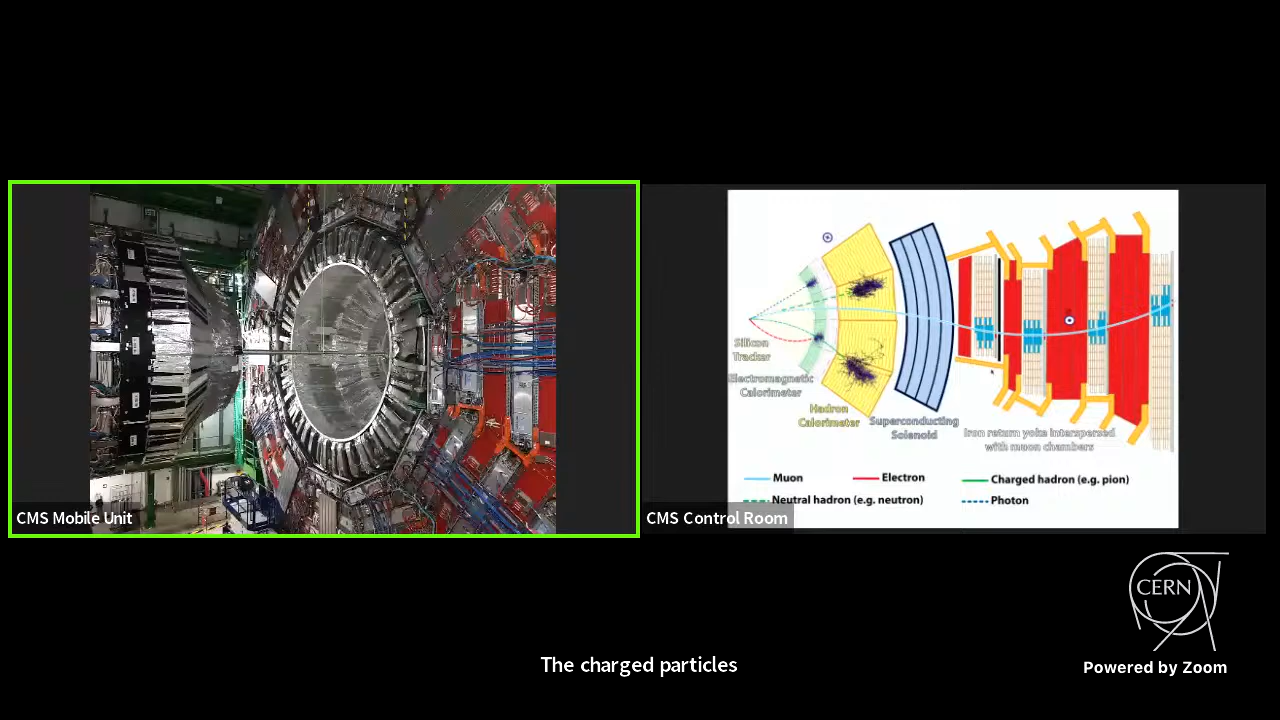 CMS Mobile Unit
Silicon
Tracker
Electromagnetic
Calorimeter
Hadron
Calorimeter
Superconducting
Solenoid
Iron return yoke interspersed
with muon chambers
Muon
Electron
Charged hadron (e.g. pion)
Neutral hadron (e.g. neutron)
Photon
CMS Control Room
CERN
Powered by Zoom
The charged particles